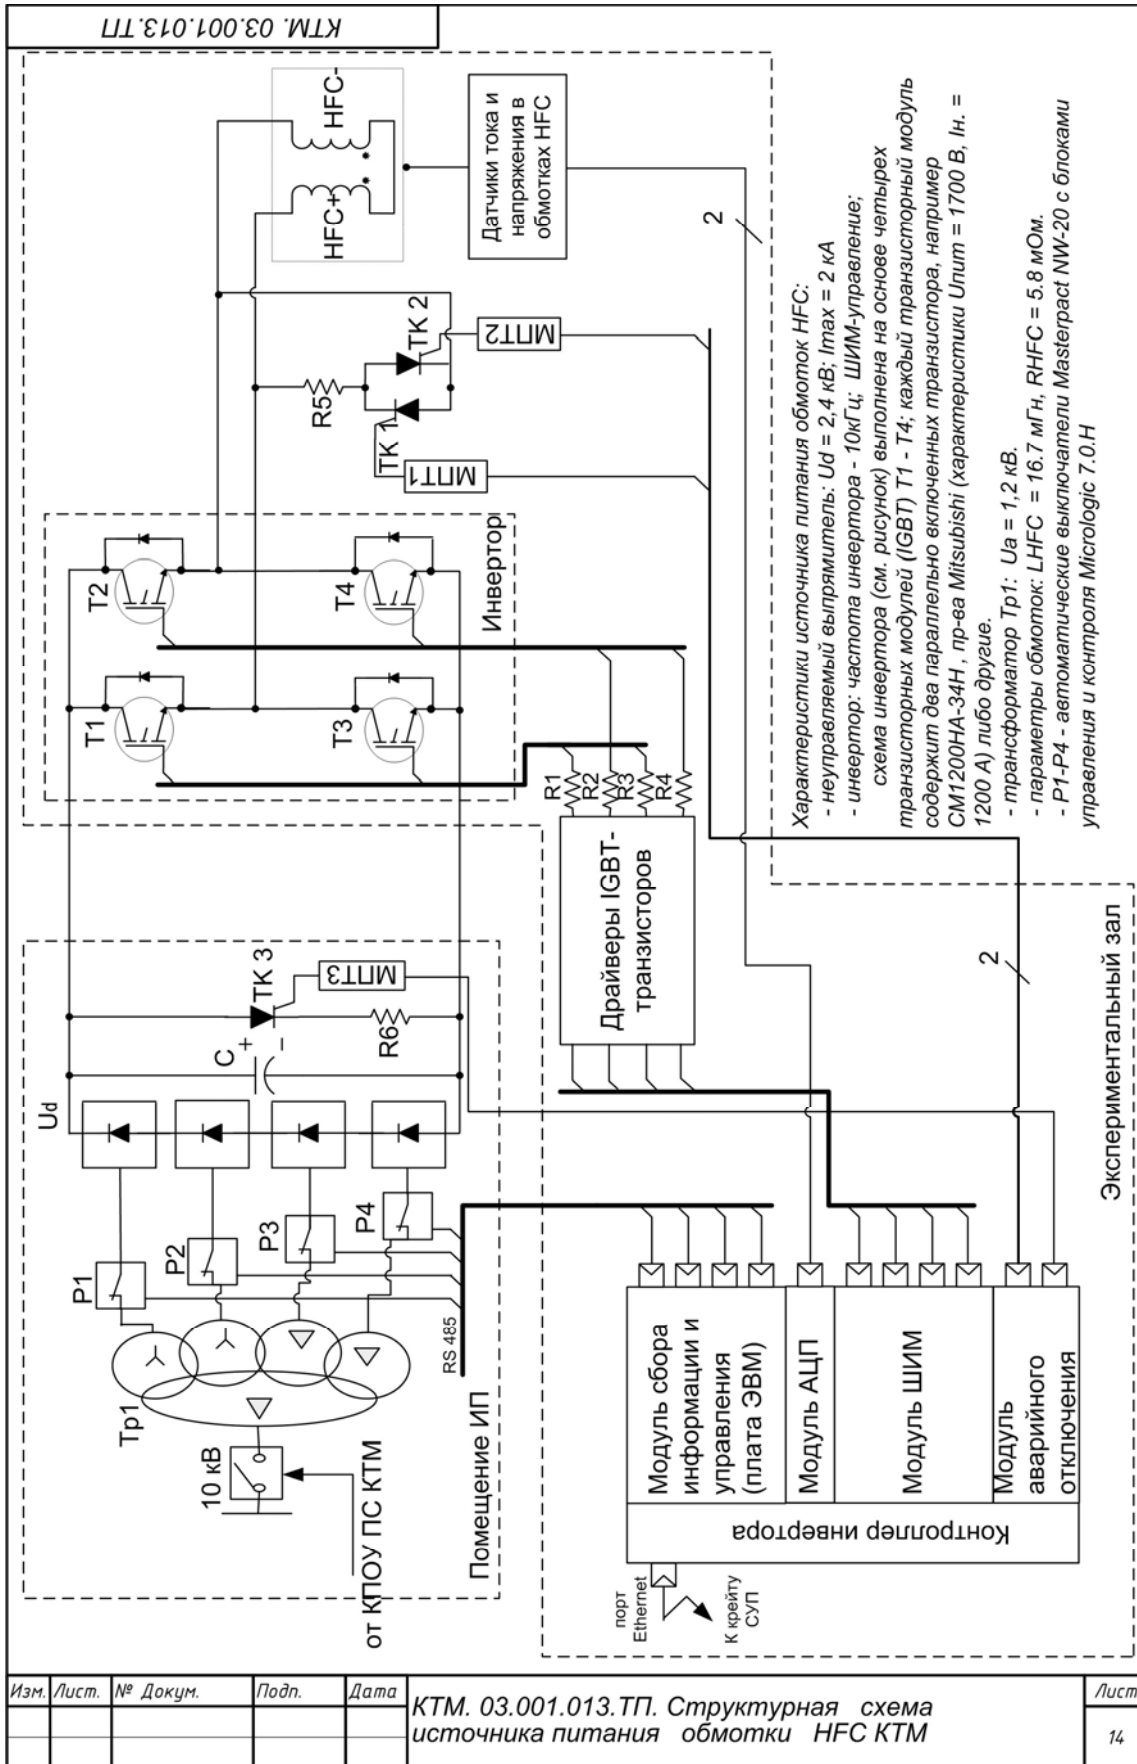 КТМ. 03.001.013.ТП
Помещение ИП
от КПОУ ПС КТМ
10 кВ
Тр1
P1
P2
P3
P4
RS 485
Ud
C
+
–
ТК 3
R6
МПТ3
T1
T2
T3
T4
Инвертор
R5
ТК 1
ТК 2
МПТ1
МПТ2
HFC+
HFC-
Датчики тока и
напряжения в
обмотках HFC
2
R1
R2
R3
R4
Драйверы IGBT-
транзисторов
2
Экспериментальный зал
порт
Ethernet
К крейту
СУП
Контроллер инвертора
Модуль сбора
информации и
управления
(плата ЭВМ)
Модуль АЦП
Модуль ШИМ
Модуль
аварийного
отключения
Характеристики источника питания обмоток HFC:
- неуправляемый выпрямитель: Ud = 2,4 кВ; Imax = 2 кА
- инвертор: частота инвертора - 10кГц; ШИМ-управление;
схема инвертора (см. рисунок) выполнена на основе четырех
транзисторных модулей (IGBT) T1 - T4; каждый транзисторный модуль
содержит два параллельно включенных транзистора, например
CM1200HA-34H , пр-ва Mitsubishi (характеристики Uпит = 1700 В, Iн. =
1200 А) либо другие.
- трансформатор Тр1: Ua = 1,2 кВ.
- параметры обмоток: LHFC = 16.7 мГн, RHFC = 5.8 мОм.
- Р1-Р4 - автоматические выключатели Masterpact NW-20 с блоками
управления и контроля Micrologic 7.0.H
Изм. Лист. № Докум. Подп. Дата
КТМ. 03.001.013.ТП. Структурная схема
источника питания обмотки HFC КТМ
Лист
14